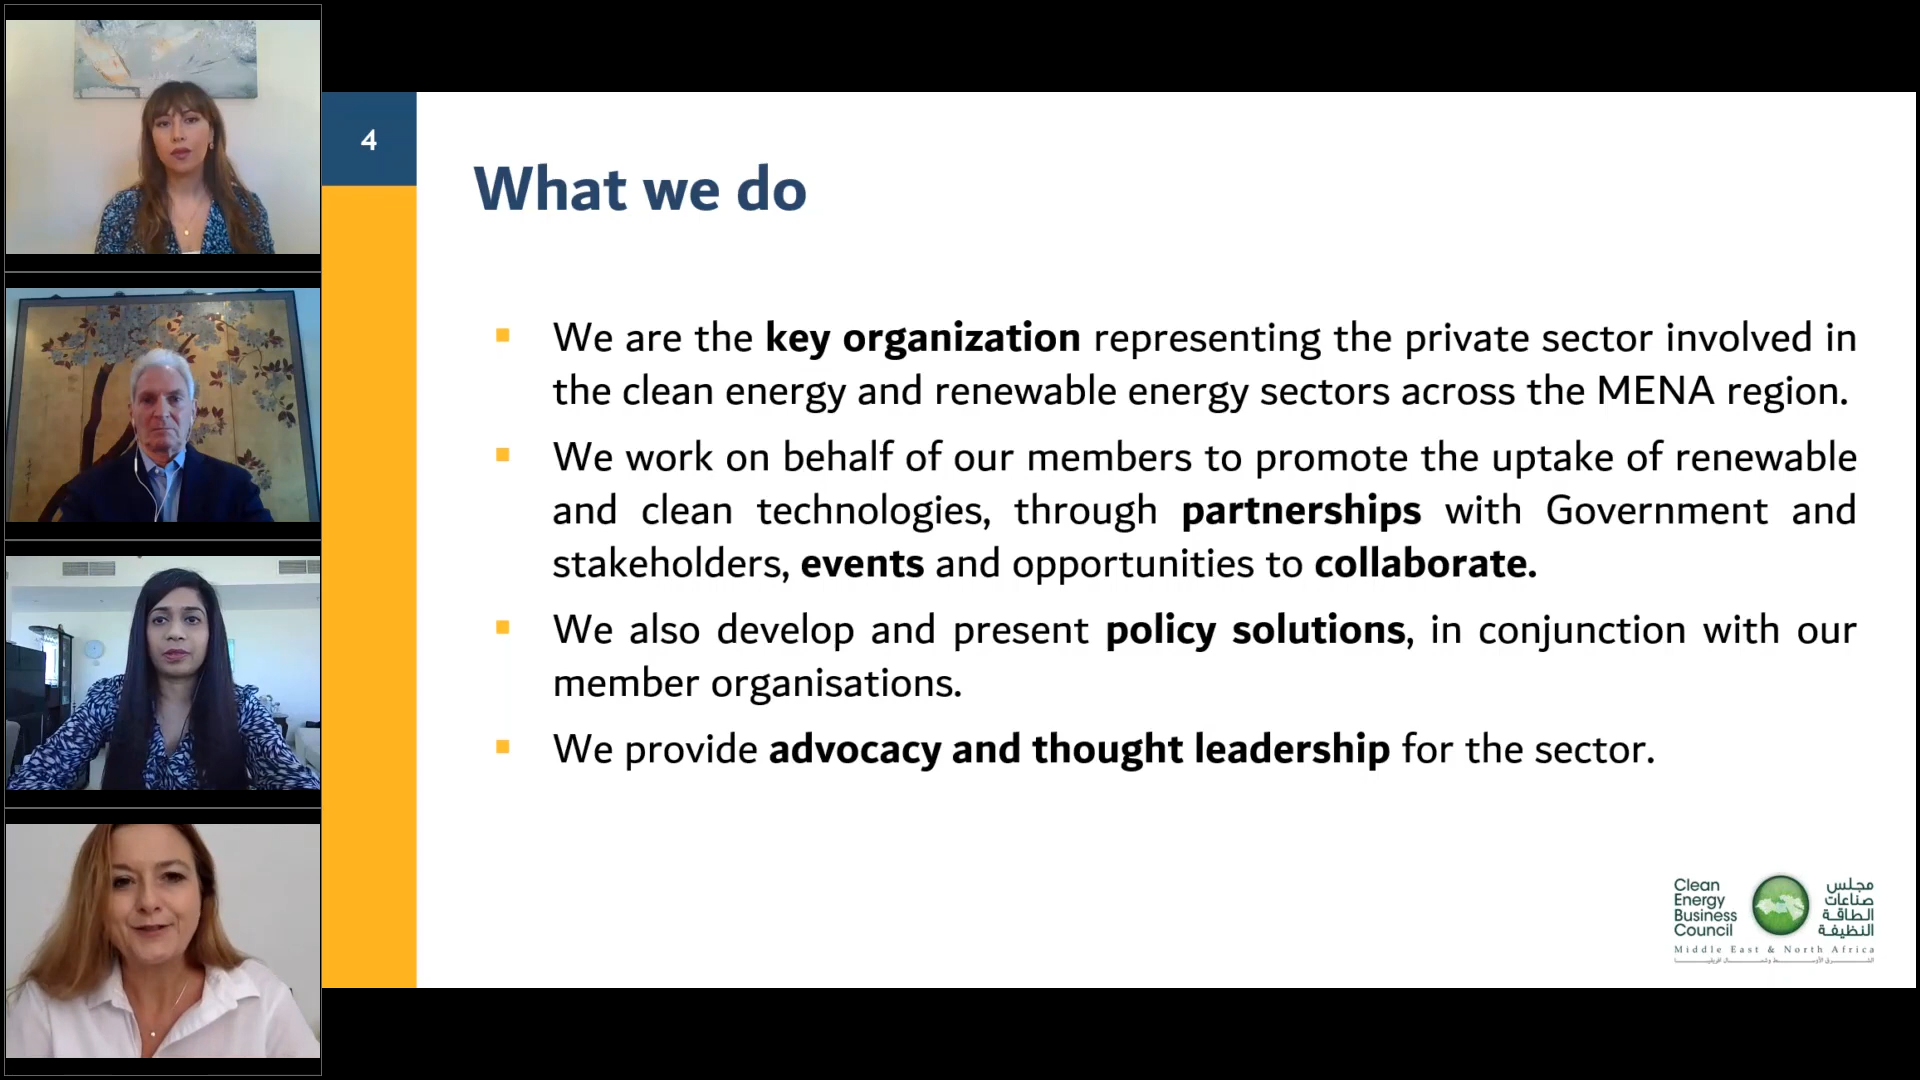 4
What we do
We are the key organization representing the private sector involved in
the clean energy and renewable energy sectors across the MENA region.
We work on behalf of our members to promote the uptake of renewable
and clean technologies, through partnerships with Government and
stakeholders, events and opportunities to collaborate.
We also develop and present policy solutions, in conjunction with our
member organisations.
We provide advocacy and thought leadership for the sector.
Clean
Energy
Business
Council
مجلس
صناعات
الطاقة
النظيفة
Middle East & North Africa
الشرق الأوسط وشمال افريقيا